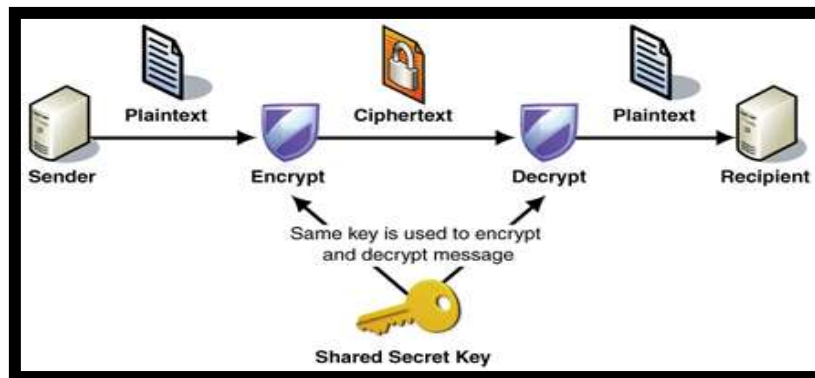 Plaintext
Ciphertext
Plaintext
Sender
Encrypt
Decrypt
Recipient
Same key is used to encrypt
and decrypt message
Shared Secret Key